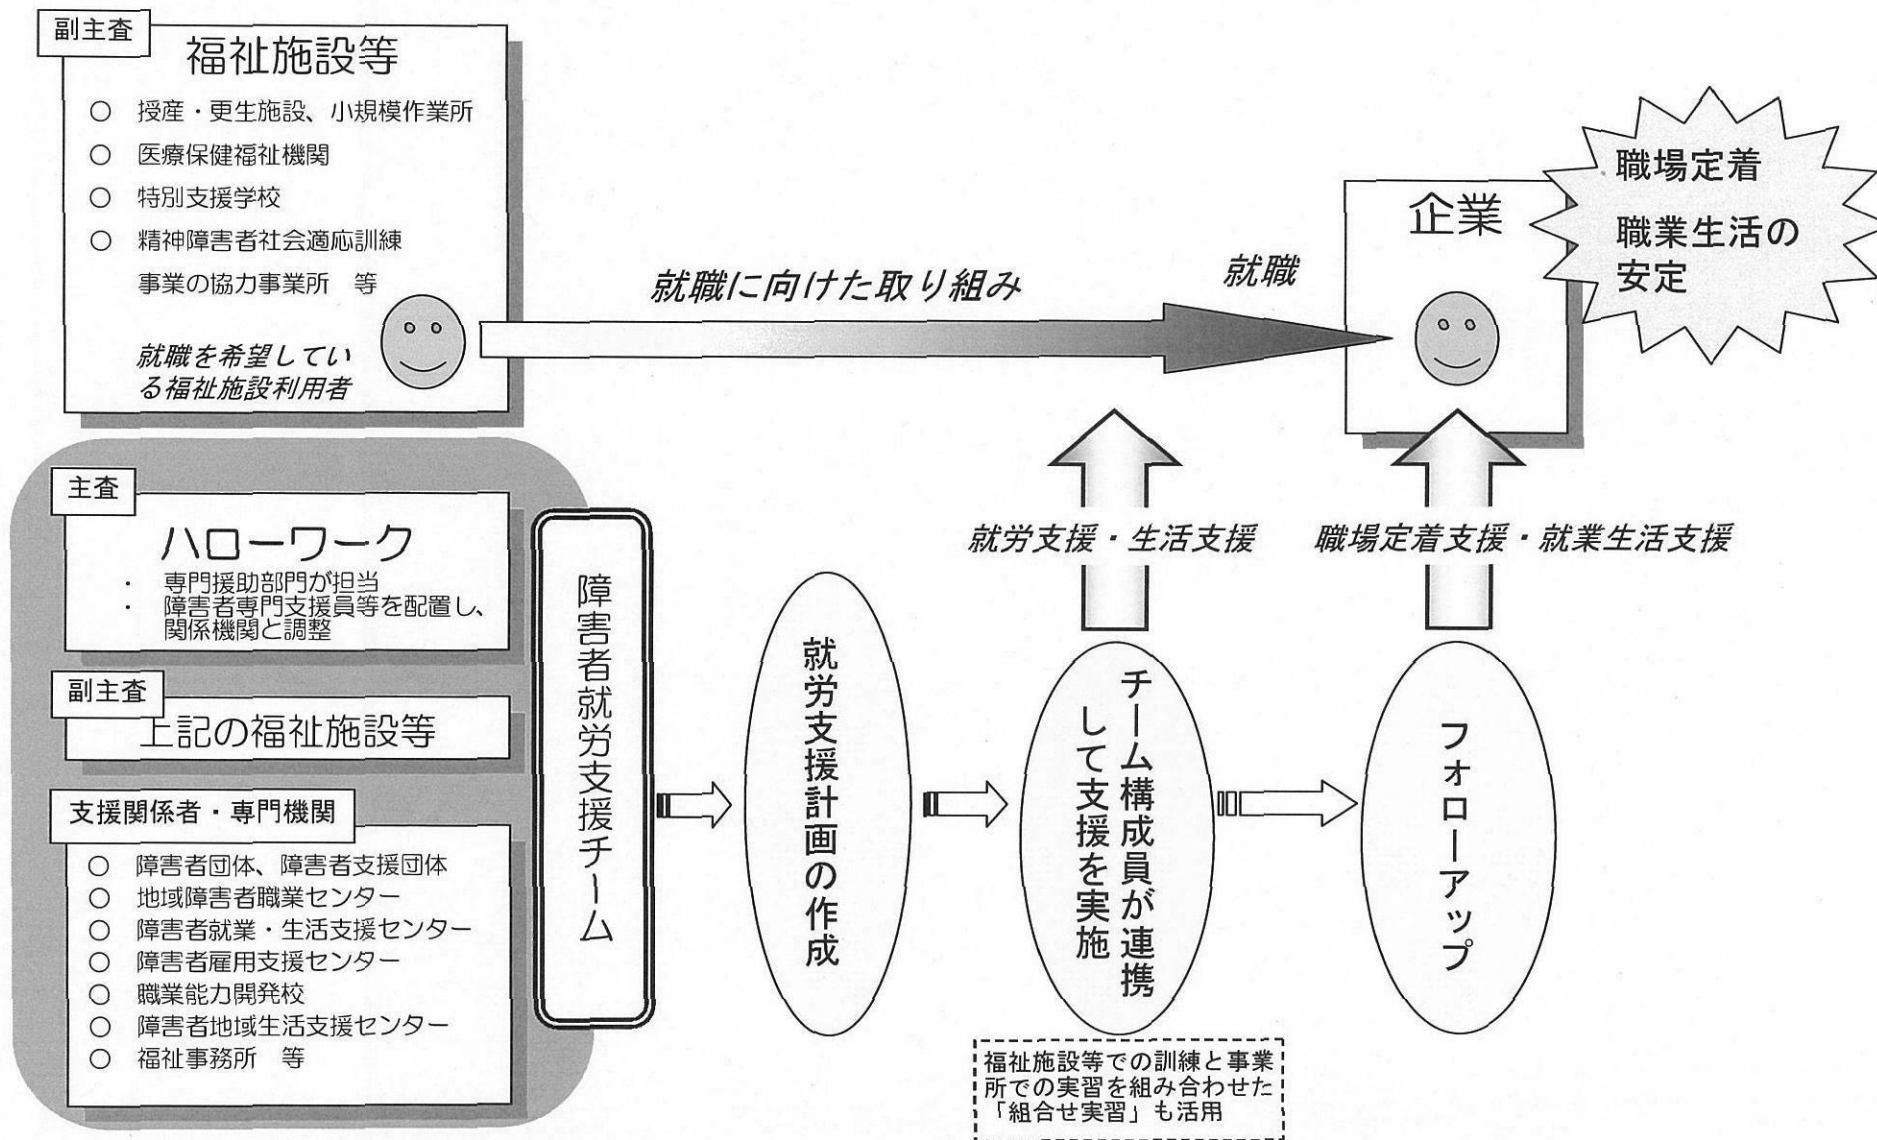 副主査
福祉施設等
○ 授産・更生施設、小規模作業所
○ 医療保健福祉機関
○ 特別支援学校
○ 精神障害者社会適応訓練
事業の協力事業所 等
就職を希望してい
る福祉施設利用者
就職に向けた取り組み
就職
企業
職場定着
職業生活の
安定
主査
ハローワーク
・ 専門援助部門が担当
・ 障害者専門支援員等を配置し、
関係機関と調整
副主査
上記の福祉施設等
支援関係者・専門機関
○ 障害者団体、障害者支援団体
○ 地域障害者職業センター
○ 障害者就業・生活支援センター
○ 障害者雇用支援センター
○ 職業能力開発校
○ 障害者地域生活支援センター
○ 福祉事務所 等
障害者就労支援チーム
就労支援計画の作成
就労支援・生活支援
チーム構成員が連携
して支援を実施
福祉施設等での訓練と事業
所での実習を組み合わせた
「組合せ実習」も活用
職場定着支援・就業生活支援
フォローアップ